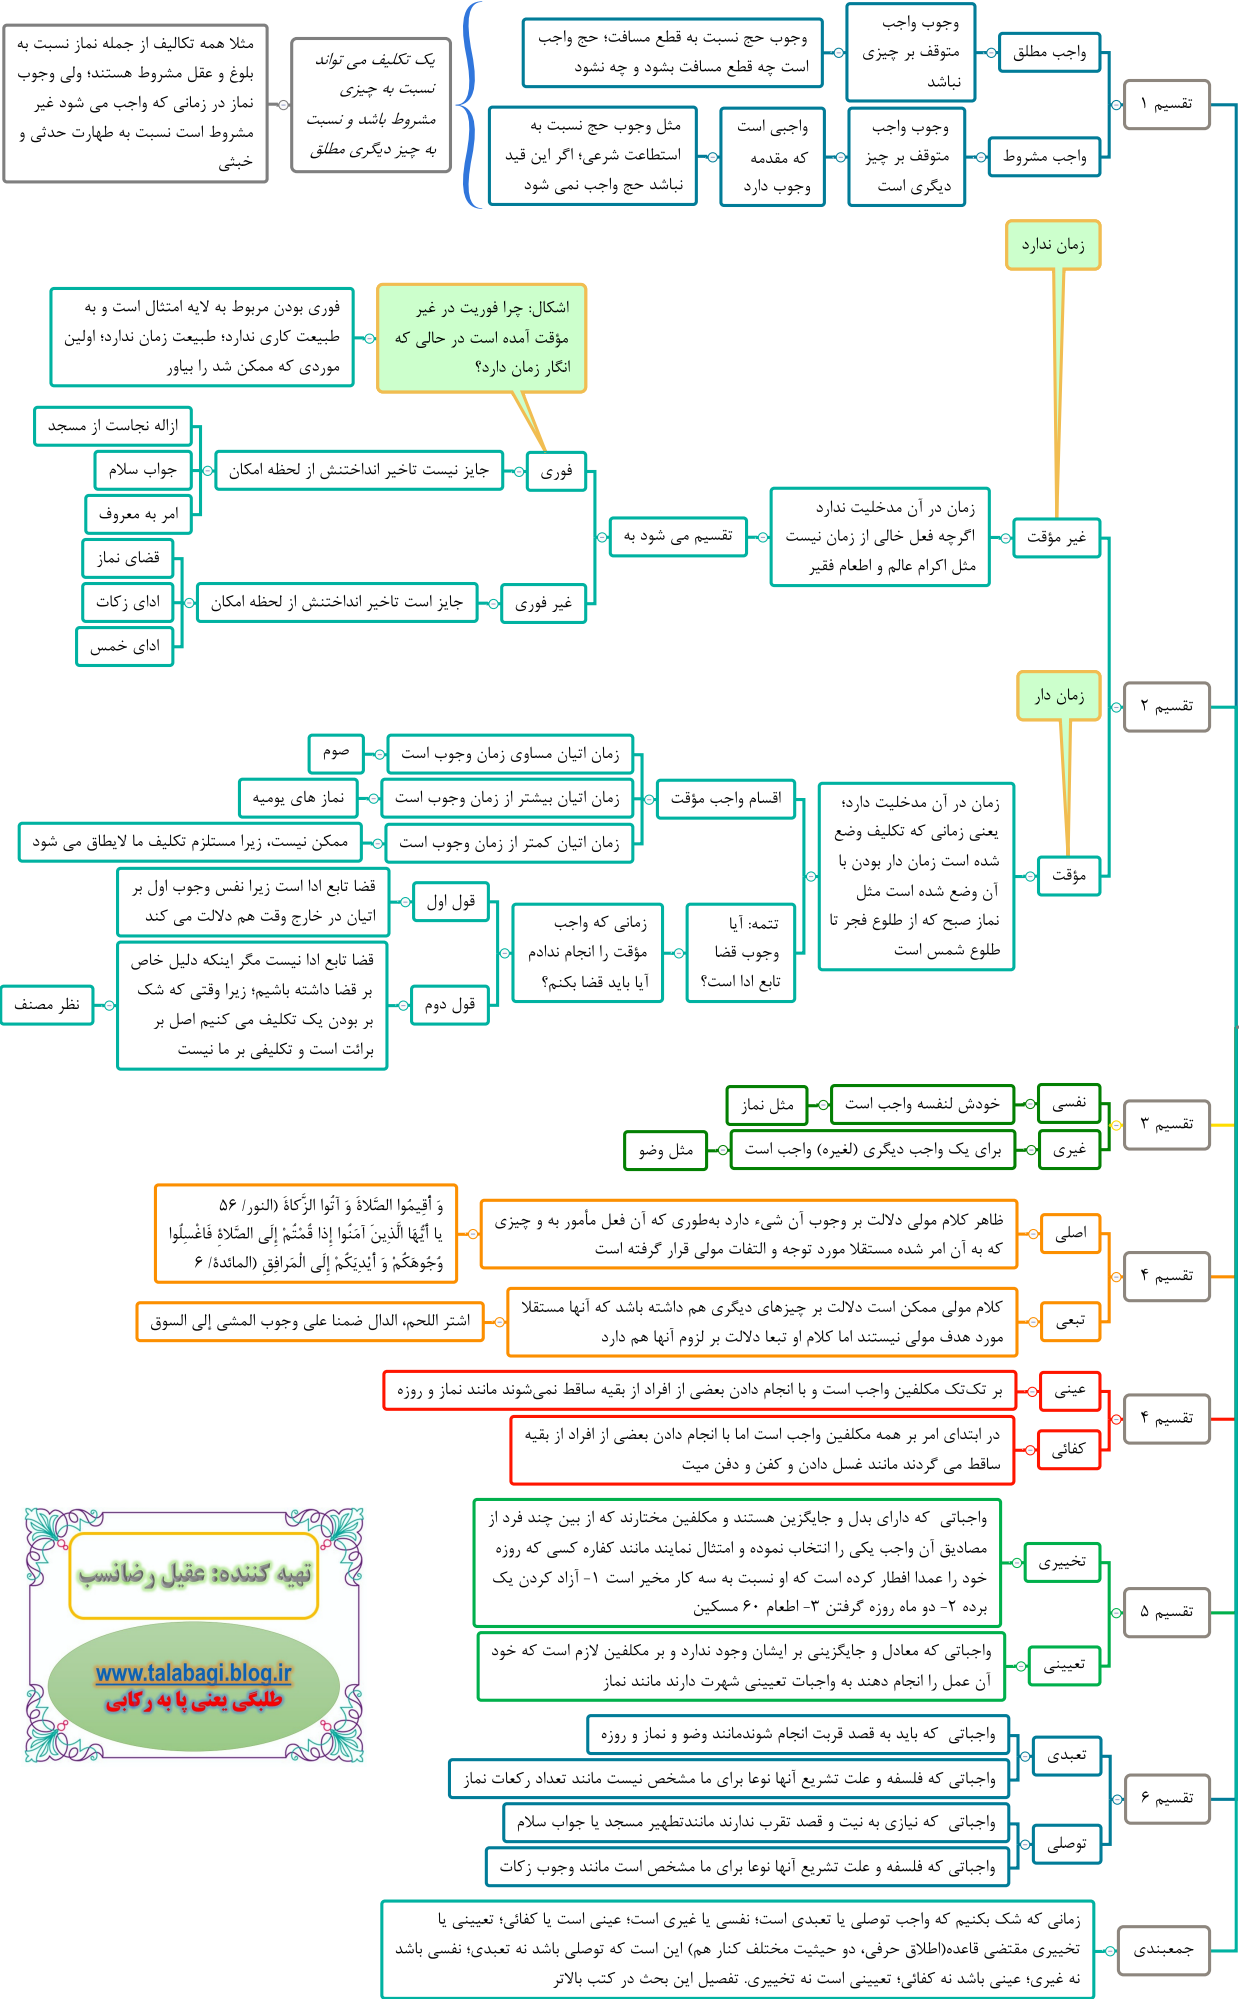 تقسیم ۱
واجب مطلق
وجوب واجب
متوقف بر چیزی
نباشد
وجوب حج نسبت به قطع مسافت؛ حج واجب
است چه قطع مسافت بشود و چه نشود
واجب مشروط
وجوب واجب
متوقف بر چیز
دیگری است
واجبی است
که مقدمه
وجوب دارد
مثل وجوب حج نسبت به
استطاعت شرعی؛ اگر این قید
نباشد حج واجب نمی شود
یک تکلیف می تواند
نسبت به چیزی
مشروط باشد و نسبت
به چیز دیگری مطلق
مثلا همه تکالیف از جمله نماز نسبت به
بلوغ و عقل مشروط هستند؛ ولی وجوب
نماز در زمانی که واجب می شود غیر
مشروط است نسبت به طهارت حدثی و
خبثی
تقسیم ۲
زمان ندارد
غیر مؤقت
زمان در آن مدخلیت ندارد
اگرچه فعل خالی از زمان نیست
مثل اکرام عالم و اطعام فقیر
تقسیم می شود به
فوری
اشکال: چرا فوریت در غیر
مؤقت آمده است در حالی که
انگار زمان دارد؟
فوری بودن مربوط به لایه امتثال است و به
طبیعت کاری ندارد؛ طبیعت زمان ندارد؛ اولین
موردی که ممکن شد را بیاور
جایز نیست تاخیر انداختنش از لحظه امکان
ازاله نجاست از مسجد
جواب سلام
امر به معروف
غیر فوری
جایز است تاخیر انداختنش از لحظه امکان
قضای نماز
ادای زکات
ادای خمس
زمان دار
مؤقت
زمان در آن مدخلیت دارد؛
یعنی زمانی که تکلیف وضع
شده است زمان دار بودن با
آن وضع شده است مثل
نماز صبح که از طلوع فجر تا
طلوع شمس است
اقسام واجب مؤقت
زمان اتیان مساوی زمان وجوب است
صوم
زمان اتیان بیشتر از زمان وجوب است
نماز های یومیه
زمان اتیان کمتر از زمان وجوب است
ممکن نیست، زیرا مستلزم تکلیف ما لایطاق می شود
تتمه: آیا
وجوب قضا
تابع ادا است؟
زمانی که واجب
مؤقت را انجام ندادم
آیا باید قضا بکنم؟
قول اول
قضا تابع ادا است زیرا نفس وجوب اول بر
اتیان در خارج وقت هم دلالت می کند
قول دوم
قضا تابع ادا نیست مگر اینکه دلیل خاص
بر قضا داشته باشیم؛ زیرا وقتی که شک
بر بودن یک تکلیف می کنیم اصل بر
برائت است و تکلیفی بر ما نیست
نظر مصنف
تقسیم ۳
نفسی
خودش لنفسه واجب است
مثل نماز
غیری
برای یک واجب دیگری (لغیره) واجب است
مثل وضو
تقسیم ۴
اصلی
ظاهر کلام مولی دلالت بر وجوب آن شیء دارد به‌طوری که آن فعل مأمور به و چیزی
که به آن امر شده مستقلا مورد توجه و التفات مولی قرار گرفته است
وَ أَقِیمُوا الصَّلاةَ وَ آتُوا الزَّکاةَ (النور/ ۵۶
یا أَیُّهَا الَّذِینَ آمَنُوا إِذا قُمْتُمْ إِلَی الصَّلاةِ فَاغْسِلُوا
وُجُوهَکُمْ وَ أَیْدِیَکُمْ إِلَی الْمَرافِقِ (المائدة/ ۶
تبعی
کلام مولی ممکن است دلالت بر چیزهای دیگری هم داشته باشد که آنها مستقلا
مورد هدف مولی نیستند اما کلام او تبعا دلالت بر لزوم آنها هم دارد
اشتر اللحم، الدال ضمنا علی وجوب المشی إلی السوق
تقسیم ۴
عینی
بر تک‌تک مکلفین واجب است و با انجام دادن بعضی از افراد از بقیه ساقط نمی‌شوند مانند نماز و روزه
کفائی
در ابتدای امر بر همه مکلفین واجب است اما با انجام دادن بعضی از افراد از بقیه
ساقط می گردند مانند غسل دادن و کفن و دفن میت
تقسیم ۵
تخییری
واجباتی که دارای بدل و جایگزین هستند و مکلفین مختارند که از بین چند فرد از
مصادیق آن واجب یکی را انتخاب نموده و امتثال نمایند مانند کفاره کسی که روزه
خود را عمدا افطار کرده است که او نسبت به سه کار مخیر است ۱- آزاد کردن یک
برده ۲- دو ماه روزه گرفتن ۳- اطعام ۶۰ مسکین
تعیینی
واجباتی که معادل و جایگزینی بر ایشان وجود ندارد و بر مکلفین لازم است که خود
آن عمل را انجام دهند به واجبات تعیینی شهرت دارند مانند نماز
تقسیم ۶
تعبدی
واجباتی که باید به قصد قربت انجام شوندمانند وضو و نماز و روزه
واجباتی که فلسفه و علت تشریع آنها نوعا برای ما مشخص نیست مانند تعداد رکعات نماز
توصلی
واجباتی که نیازی به نیت و قصد تقرب ندارند مانندتطهیر مسجد یا جواب سلام
واجباتی که فلسفه و علت تشریع آنها نوعا برای ما مشخص است مانند وجوب زکات
جمعبندی
زمانی که شک بکنیم که واجب توصلی یا تعبدی است؛ نفسی یا غیری است؛ عینی است یا کفائی؛ تعیینی یا
تخییری مقتضی قاعده(اطلاق حرفی، دو حیثیت مختلف کنار هم) این است که توصلی باشد نه تعبدی؛ نفسی باشد
نه غیری؛ عینی باشد نه کفائی؛ تعیینی است نه تخییری. تفصیل این بحث در کتب بالاتر
تهیه کننده: عقیل رضانسب
www.talabagi.blog.ir
طلبگی یعنی پا به رکابی